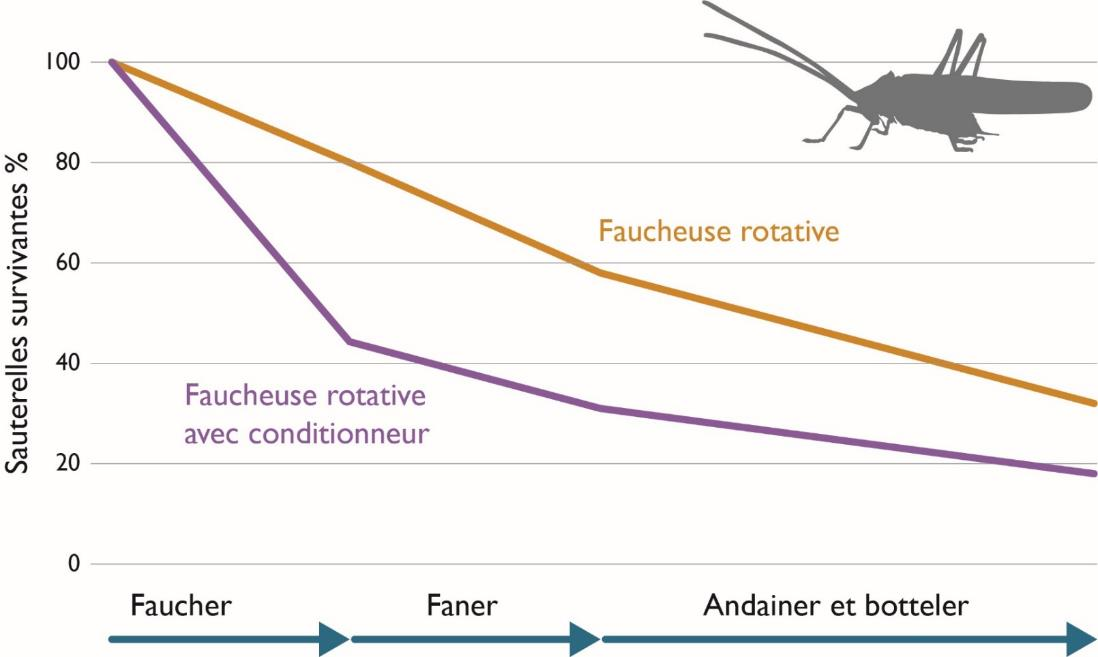 Sauterelles survivantes %
100
80
60
40
20
0
Faucheuse rotative
Faucheuse rotative
avec conditionneur
Faucher
Faner
Andainer et botteler